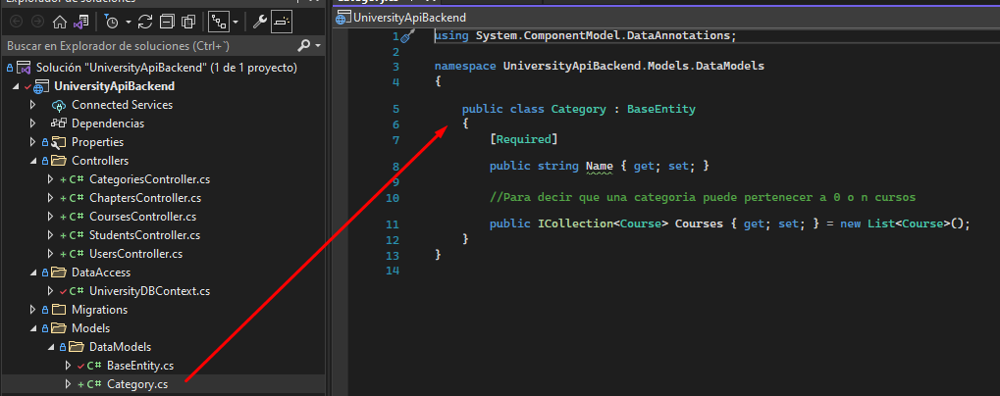 Buscar en Explorador de soluciones (Ctrl+¨)
Solución "UniversityApiBackend" (1 de 1 proyecto)
UniversityApiBackend
Connected Services
Dependencias
Properties
Controllers
+ C# CategoriesController.cs
+ C# ChaptersController.cs
+ C# CoursesController.cs
+ C# StudentsController.cs
+ C# UsersController.cs
DataAccess
C# UniversityDBContext.cs
Migrations
Models
DataModels
C# BaseEntity.cs
+ C# Category.cs
UniversityApiBackend
1 using System.ComponentModel.DataAnnotations;
2
3 namespace UniversityApiBackend.Models.DataModels
4 {
5 public class Category : BaseEntity
6 {
7 [Required]
8 public string Name { get; set; }
9
10 //Para decir que una categoria puede pertenecer a 0 o n cursos
11 public ICollection<Course> Courses { get; set; } = new List<Course>();
12 }
13 }
14